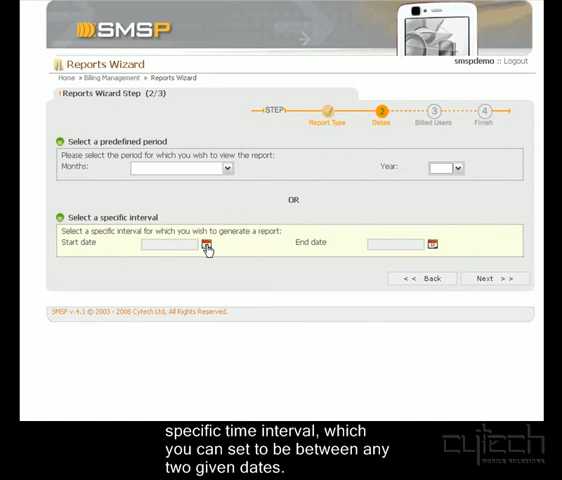 SMSP
Reports Wizard
smspdemo :: Logout
Home » Billing Management » Reports Wizard
Reports Wizard Step (2/3)
STEP
2
3
4
Report Type
Dates
Billed Users
Finish
Select a predefined period
Please select the period for which you wish to view the report:
Months:
Year:
OR
Select a specific interval
Select a specific interval for which you wish to generate a report:
Start date
End date
< < Back
Next > >
SMSP v.4.1 © 2003 - 2008 Cytech Ltd, All Rights Reserved.
specific time interval, which
you can set to be between any
two given dates.
cytech
MOBILE SOLUTIONS